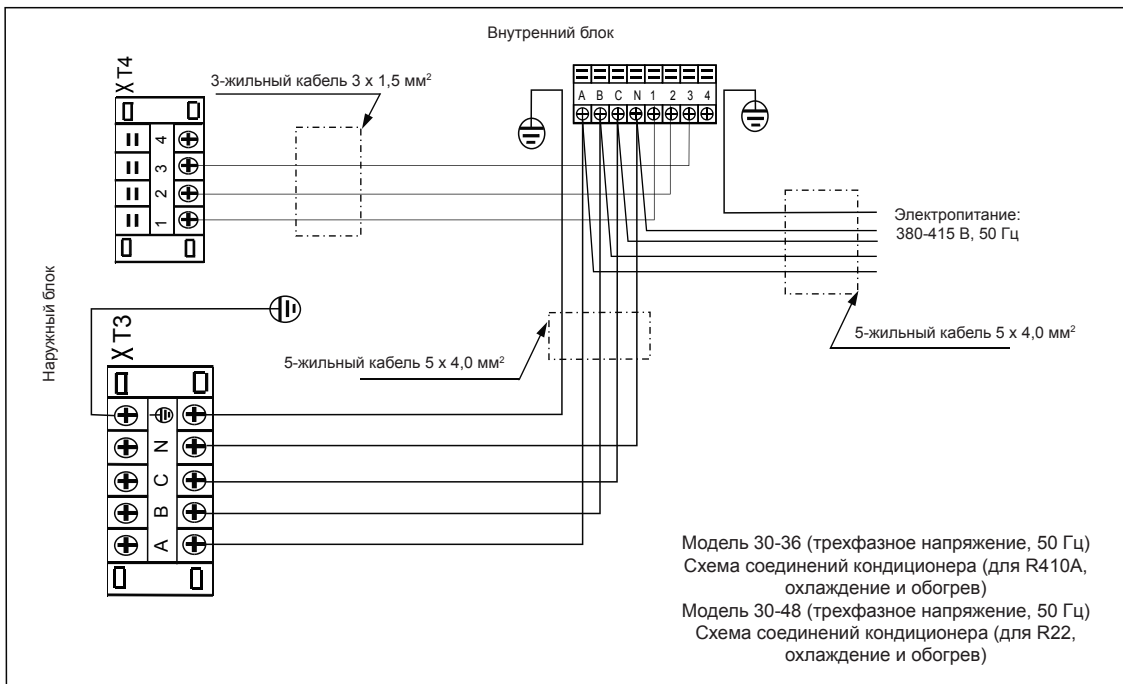 Внутренний блок
X T4
3-жильный кабель 3 x 1,5 мм²
A B C N 1 2 3 4
4
3
2
1
Электропитание:
380-415 В, 50 Гц
Наружный блок
X T3
5-жильный кабель 5 x 4,0 мм²
5-жильный кабель 5 x 4,0 мм²
N
C
B
A
Модель 30-36 (трехфазное напряжение, 50 Гц)
Схема соединений кондиционера (для R410A,
охлаждение и обогрев)
Модель 30-48 (трехфазное напряжение, 50 Гц)
Схема соединений кондиционера (для R22,
охлаждение и обогрев)